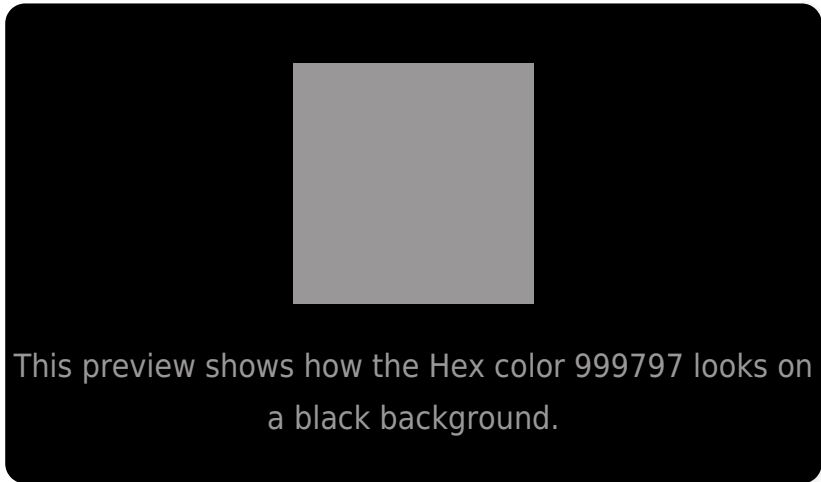 This preview shows how the Hex color 999797 looks on
a black background.